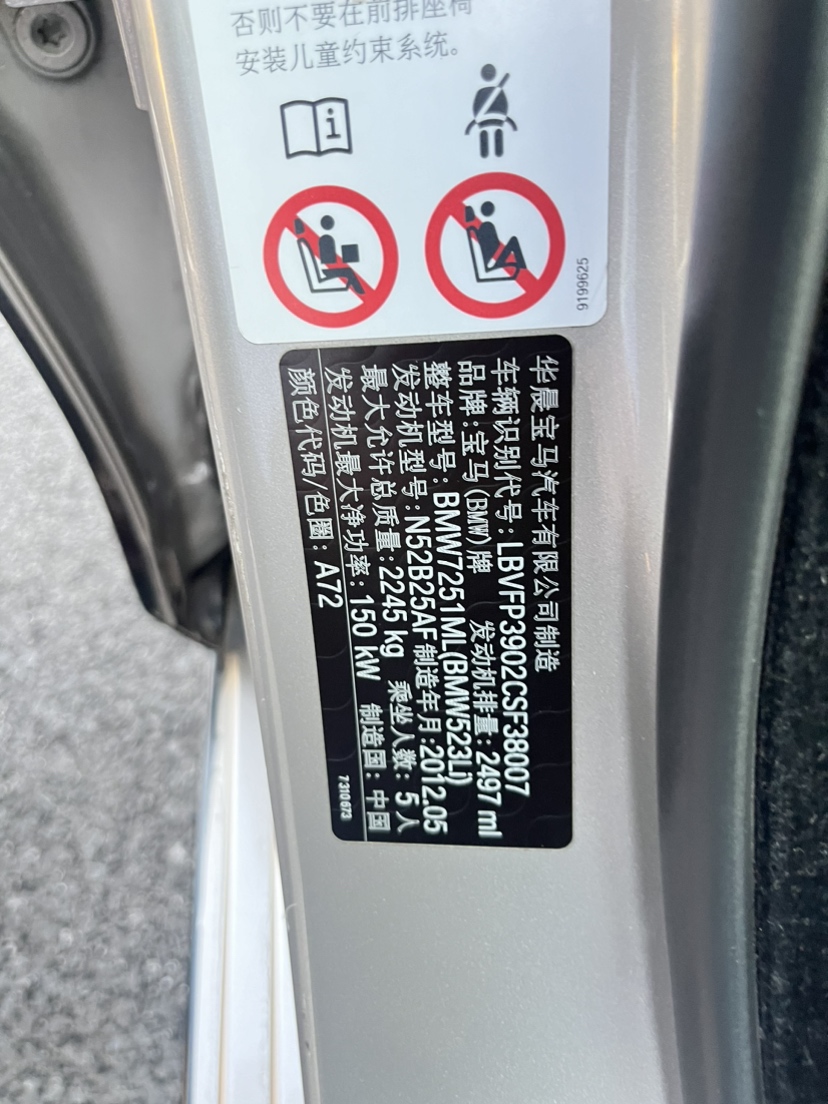 否则不要在前排座椅
安装儿童约束系统。
9199625
华晨宝马汽车有限公司制造
车辆识别代号:LBVFP3902CSF38007
品牌:宝马(BMW)牌 发动机排量:2497 ml
整车型号:BMW7251ML(BMW523Li)
发动机型号:N52B25AF 制造年月:2012.05
最大允许总质量:2245 kg 乘坐人数:5人
发动机最大净功率:150 kW 制造国:中国
颜色代码/色圈:A72
7 310 673